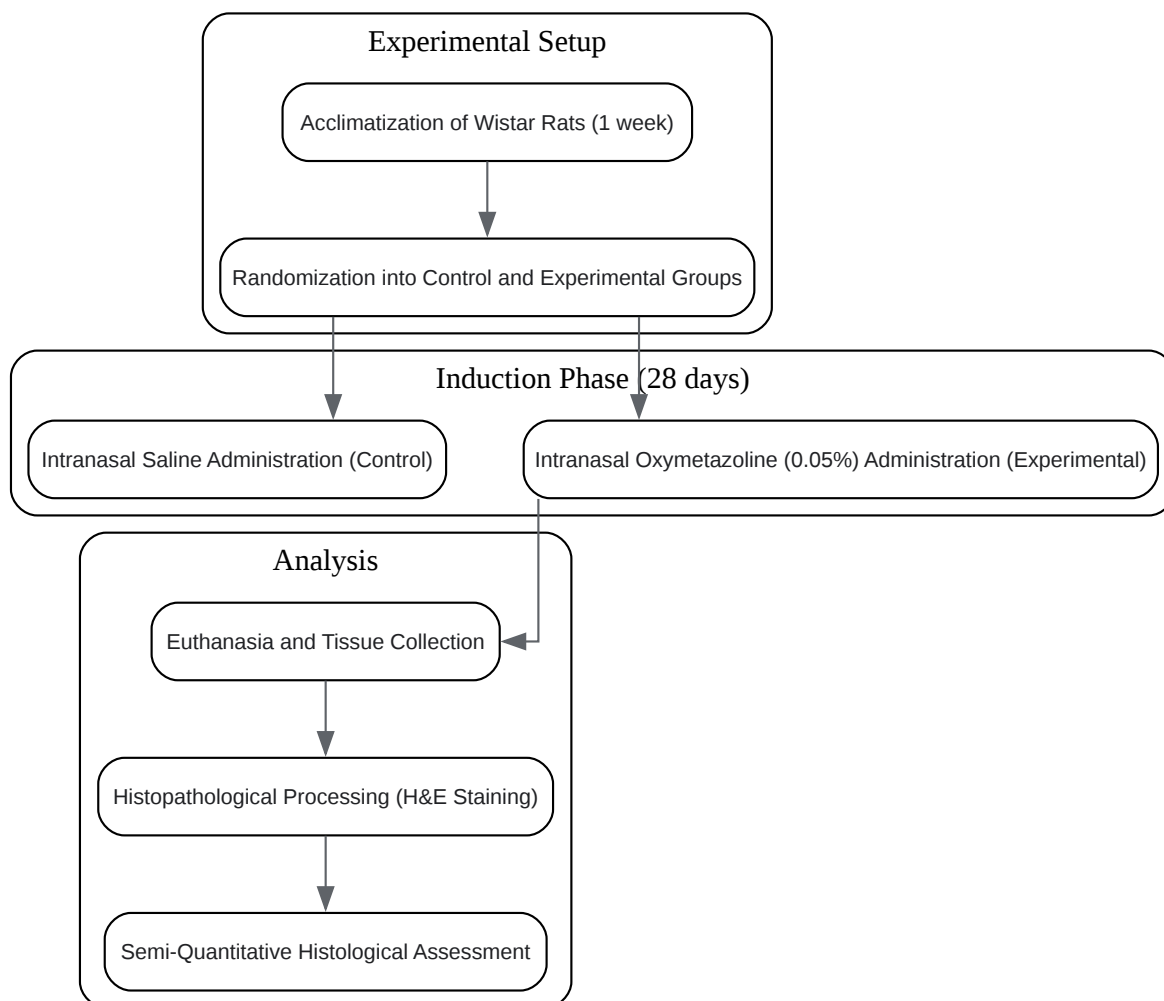 Experimental Setup
Acclimatization of Wistar Rats (1 week)
Randomization into Control and Experimental Groups
Induction Phase (28 days)
Intranasal Saline Administration (Control)
Intranasal Oxymetazoline (0.05%) Administration (Experimental)
Analysis
Euthanasia and Tissue Collection
Histopathological Processing (H&E Staining)
Semi-Quantitative Histological Assessment